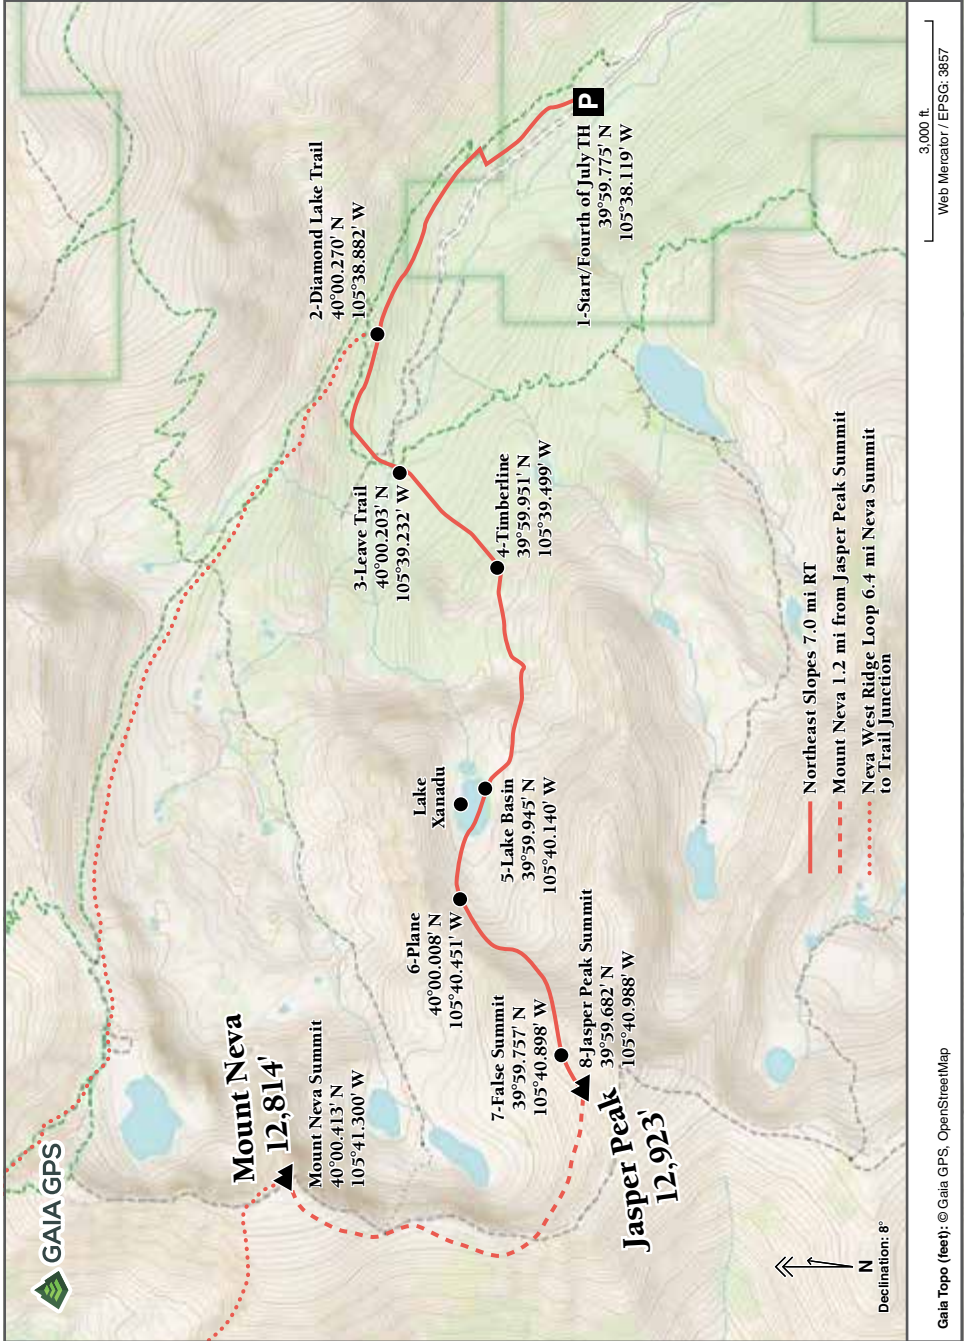 GAIA GPS
Mount Neva
12,814'
Mount Neva Summit
40°00.413' N
105°41.300' W
2-Diamond Lake Trail
40°00.270' N
105°38.882' W
P
1-Start/Fourth of July TH
39°59.775' N
105°38.119' W
3-Leave Trail
40°00.203' N
105°39.232' W
4-Timberline
39°59.951' N
105°39.499' W
Lake
Xanadu
5-Lake Basin
39°59.945' N
105°40.140' W
6-Plane
40°00.008' N
105°40.451' W
7-False Summit
39°59.757' N
105°40.898' W
8-Jasper Peak Summit
39°59.682' N
105°40.988' W
Jasper Peak
12,923'
Northeast Slopes 7.0 mi RT
Mount Neva 1.2 mi from Jasper Peak Summit
Neva West Ridge Loop 6.4 mi Neva Summit
to Trail Junction
N
Declination: 8°
Gaia Topo (feet): © Gaia GPS, OpenStreetMap
3,000 ft.
Web Mercator / EPSG: 3857